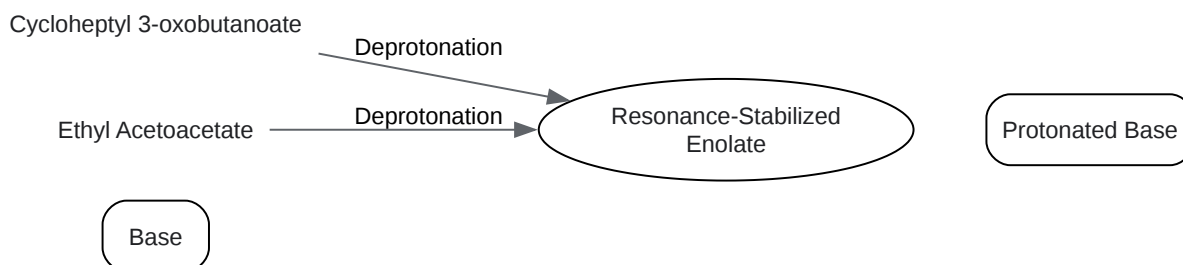 Cycloheptyl 3-oxobutanoate
Deprotonation
Ethyl Acetoacetate
Deprotonation
Resonance-Stabilized
Enolate
Protonated Base
Base